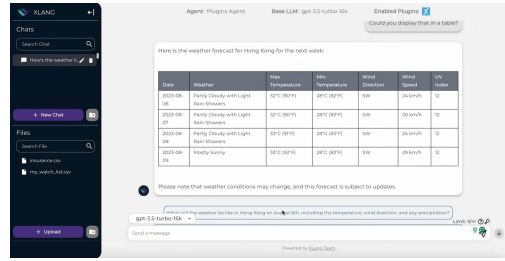 XLANG
Agent: Plugins Agent
Base LLM: gpt-3.5-turbo-16k
Enabled Plugins:
Could you display that in a table?
Chats
Search Chat
How's the weather li
+ New Chat
Files
Search File
insurance.csv
my_watch_list.csv
+ Upload
Here is the weather forecast for Hong Kong for the next week:
Date Weather Max Temperature Min Temperature Wind Direction Wind Speed UV Index
2023-08-06 Partly Cloudy with Light Rain Showers 32°C (90°F) 28°C (82°F) SW 24 km/h 12
2023-08-07 Partly Cloudy with Light Rain Showers 32°C (90°F) 28°C (82°F) SW 20 km/h 12
2023-08-08 Partly Cloudy with Light Rain Showers 33°C (91°F) 28°C (83°F) SW 24 km/h 12
2023-08-09 Mostly Sunny 33°C (92°F) 28°C (83°F) SW 29 km/h 12
Please note that weather conditions may change, and this forecast is subject to updates.
What will the weather be like in Hong Kong on August 6th, including the temperature, wind direction, and any precipitation?
gpt-3.5-turbo-16k
Limit: 9/∞
Send a message
Powered by XLang Team